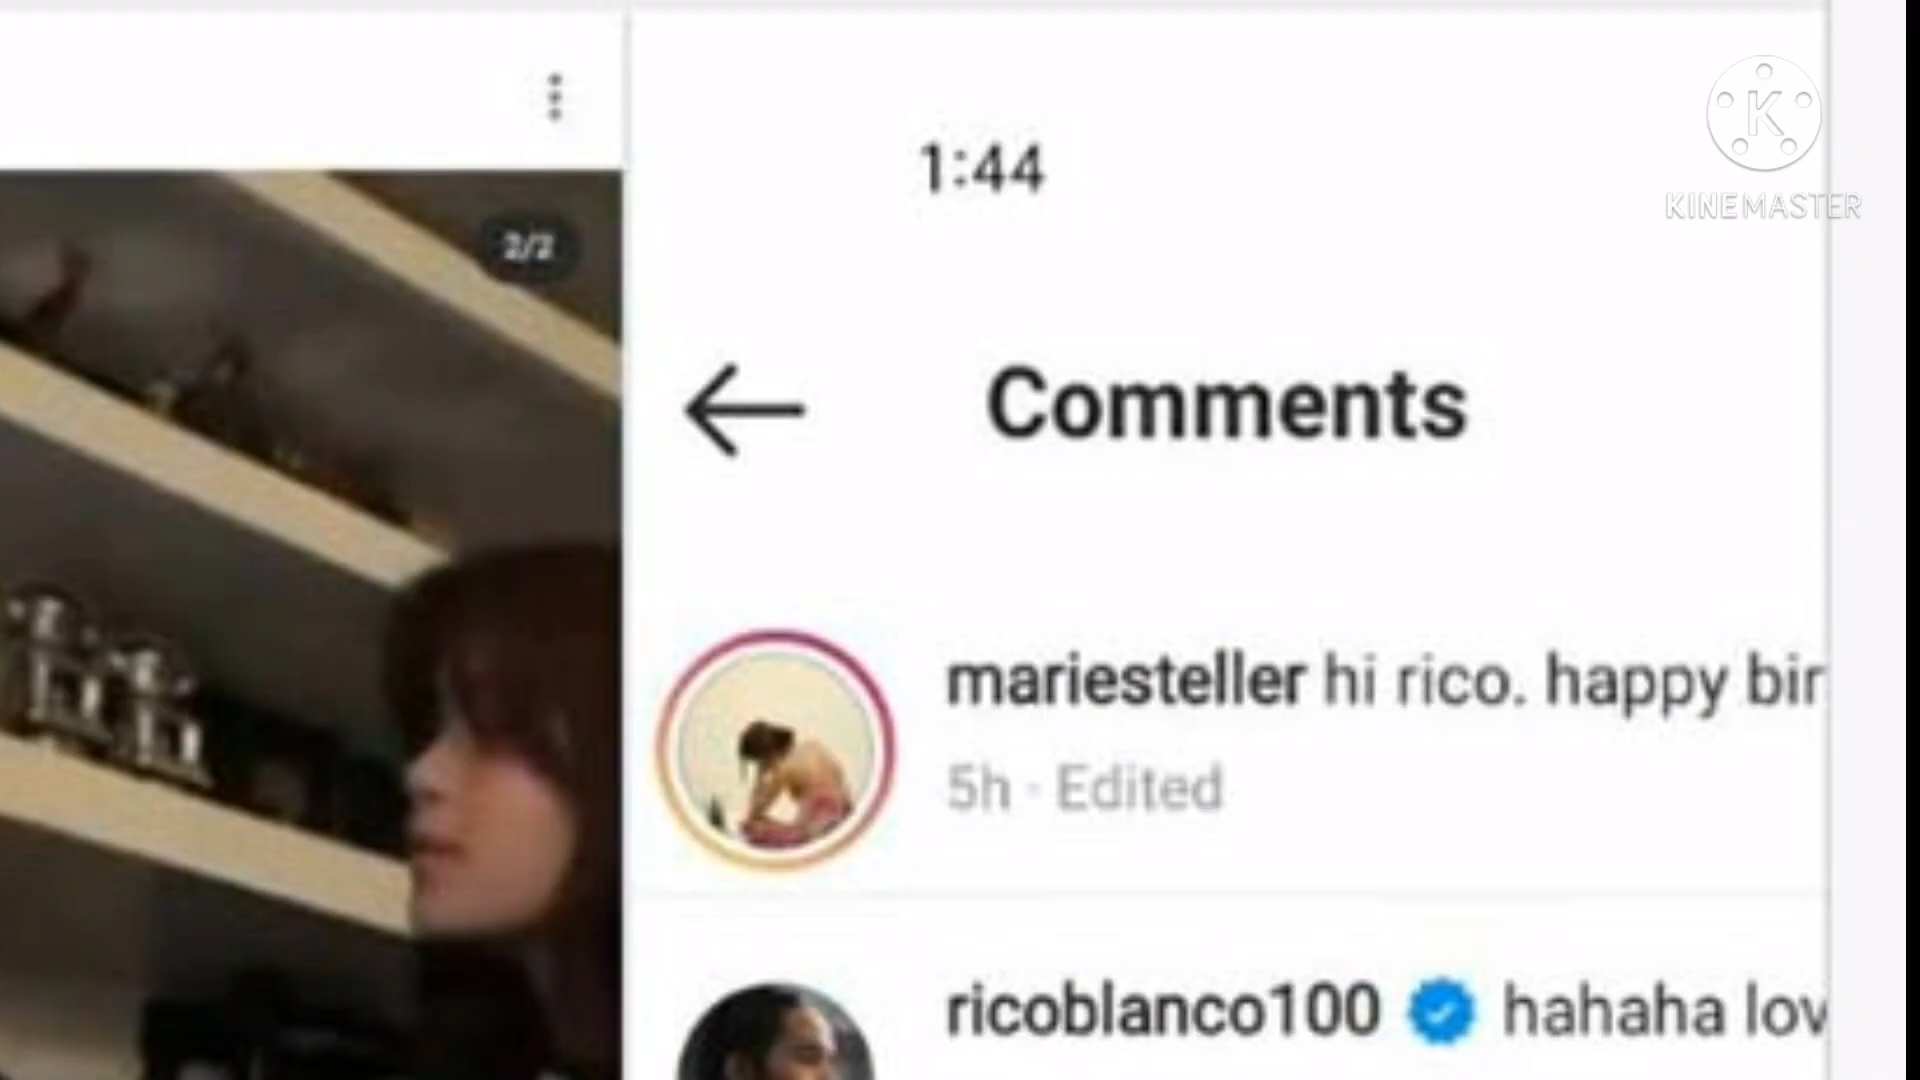 1:44
K
KINEMASTER
2/2
Comments
mariesteller hi rico. happy bir
5h · Edited
ricoblanco100 hahaha lov